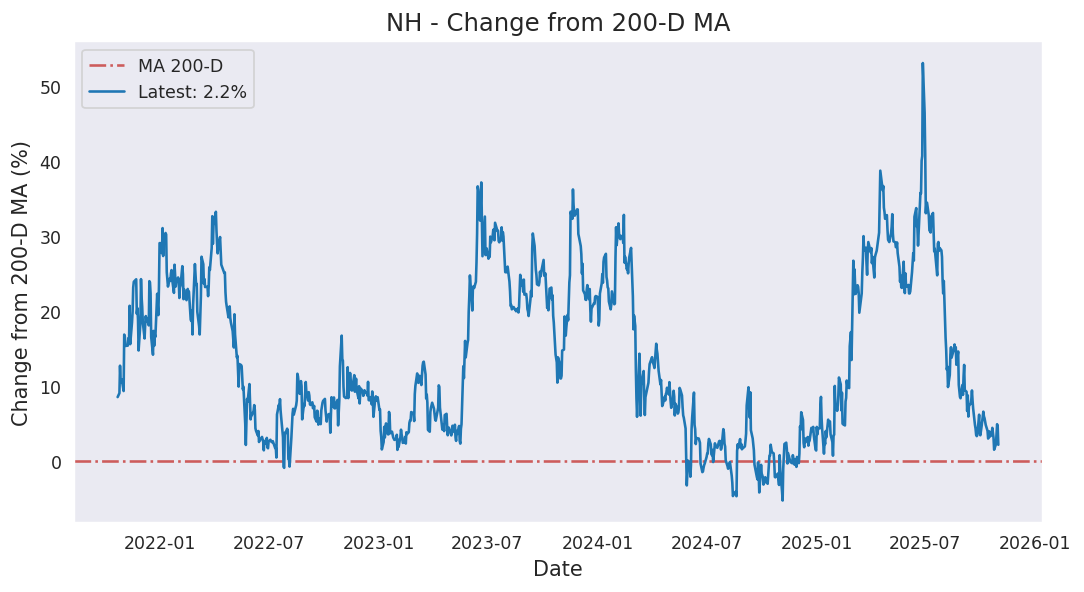 NH - Change from 200-D MA
MA 200-D
Latest: 2.2%
Change from 200-D MA (%)
50
40
30
20
10
0
2022-01 2022-07 2023-01 2023-07 2024-01 2024-07 2025-01 2025-07 2026-01
Date